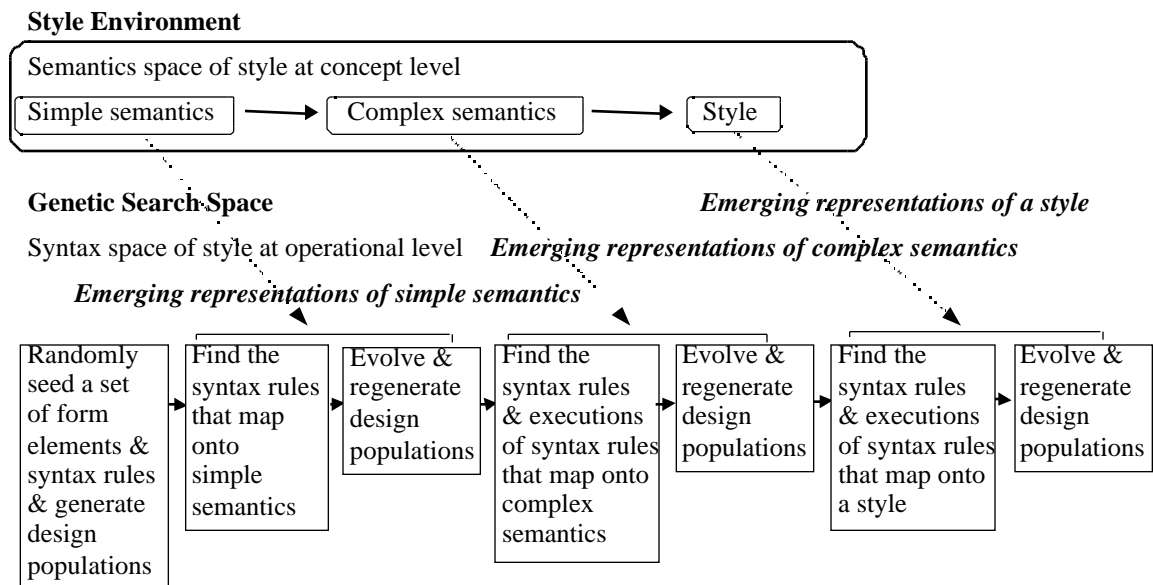 Style Environment
Semantics space of style at concept level
Simple semantics
Complex semantics
Style
Genetic Search Space
Emerging representations of a style
Syntax space of style at operational level
Emerging representations of complex semantics
Emerging representations of simple semantics
Randomly
seed a set
of form
elements &
syntax rules
& generate
design
populations
Find the
syntax rules
that map
onto
simple
semantics
Evolve &
regenerate
design
populations
Find the
syntax rules
& executions
of syntax rules
that map onto
complex
semantics
Evolve &
regenerate
design
populations
Find the
syntax rules
& executions
of syntax rules
that map onto
a style
Evolve &
regenerate
design
populations